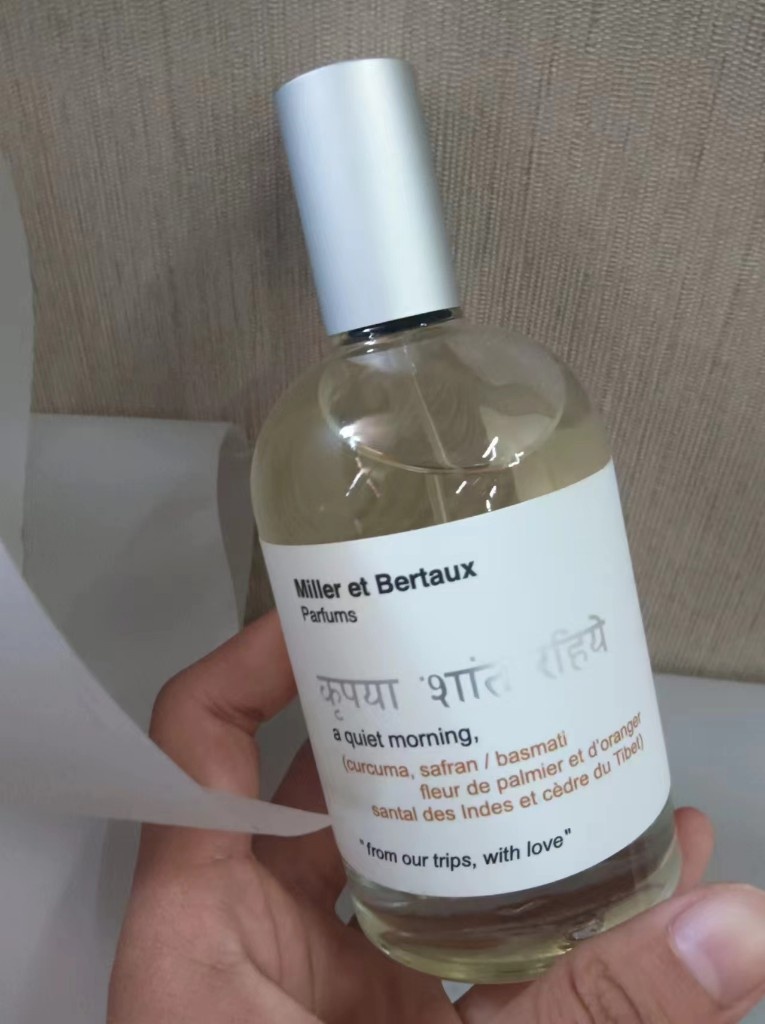 Miller et Bertaux
Parfums
कृपया शांत रहिये
a quiet morning,
(curcuma, safran / basmati
fleur de palmier et d'oranger
santal des Indes et cèdre du Tibet)
"from our trips, with love"